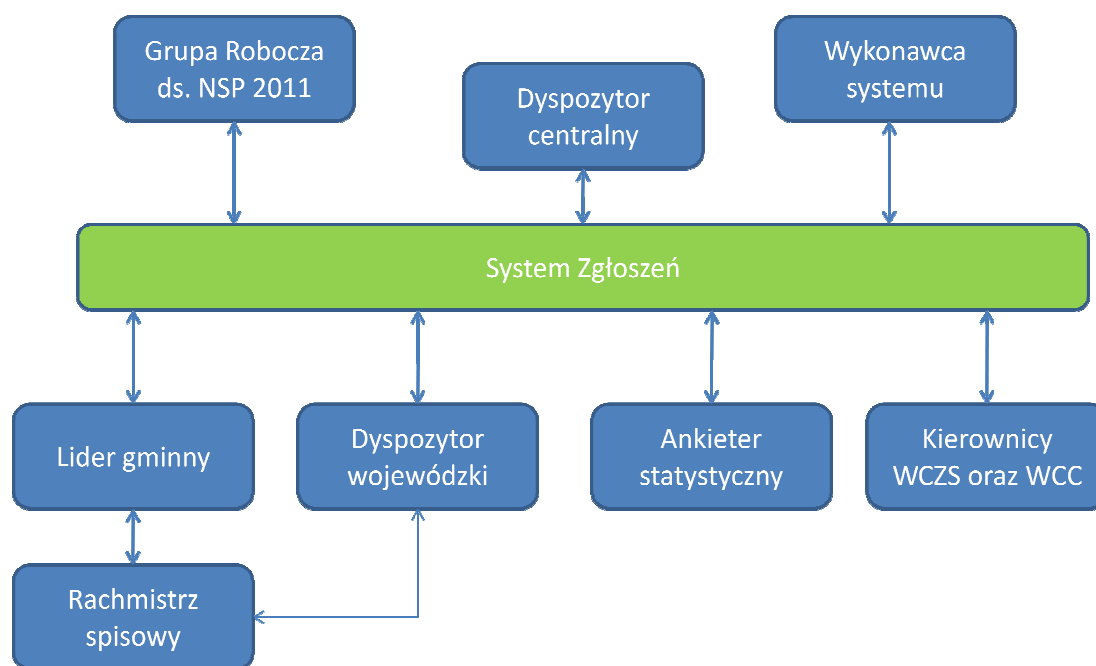 Grupa Robocza
ds. NSP 2011
Dyspozytor
centralny
Wykonawca
systemu
System Zgłoszeń
Lider gminny
Dyspozytor
wojewódzki
Ankieter
statystyczny
Kierownicy
WCZS oraz WCC
Rachmistrz
spisowy